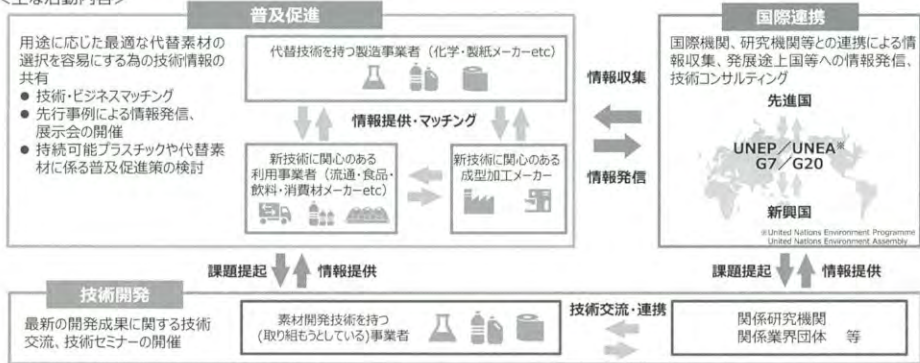 ＜主な活動内容＞
普及促進
用途に応じた最適な代替素材の
選択を容易にする為の技術情報の
共有
● 技術・ビジネスマッチング
● 先行事例による情報発信、
展示会の開催
● 持続可能プラスチックや代替素
材に係る普及促進策の検討
代替技術を持つ製造事業者（化学・製紙メーカーetc）
情報提供・マッチング
新技術に関心のある
利用事業者（流通・食品・
飲料・消費材メーカーetc）
新技術に関心のある
成型加工メーカー
情報収集
情報発信
国際連携
国際機関、研究機関等との連携による情
報収集、発展途上国等への情報発信、
技術コンサルティング
先進国
UNEP／UNEA※
G7／G20
新興国
※United Nations Environment Programme
United Nations Environment Assembly
課題提起
情報提供
課題提起
情報提供
技術開発
最新の開発成果に関する技術
交流、技術セミナーの開催
素材開発技術を持つ
(取り組もうとしている)事業者
技術交流・連携
関係研究機関
関係業界団体　等